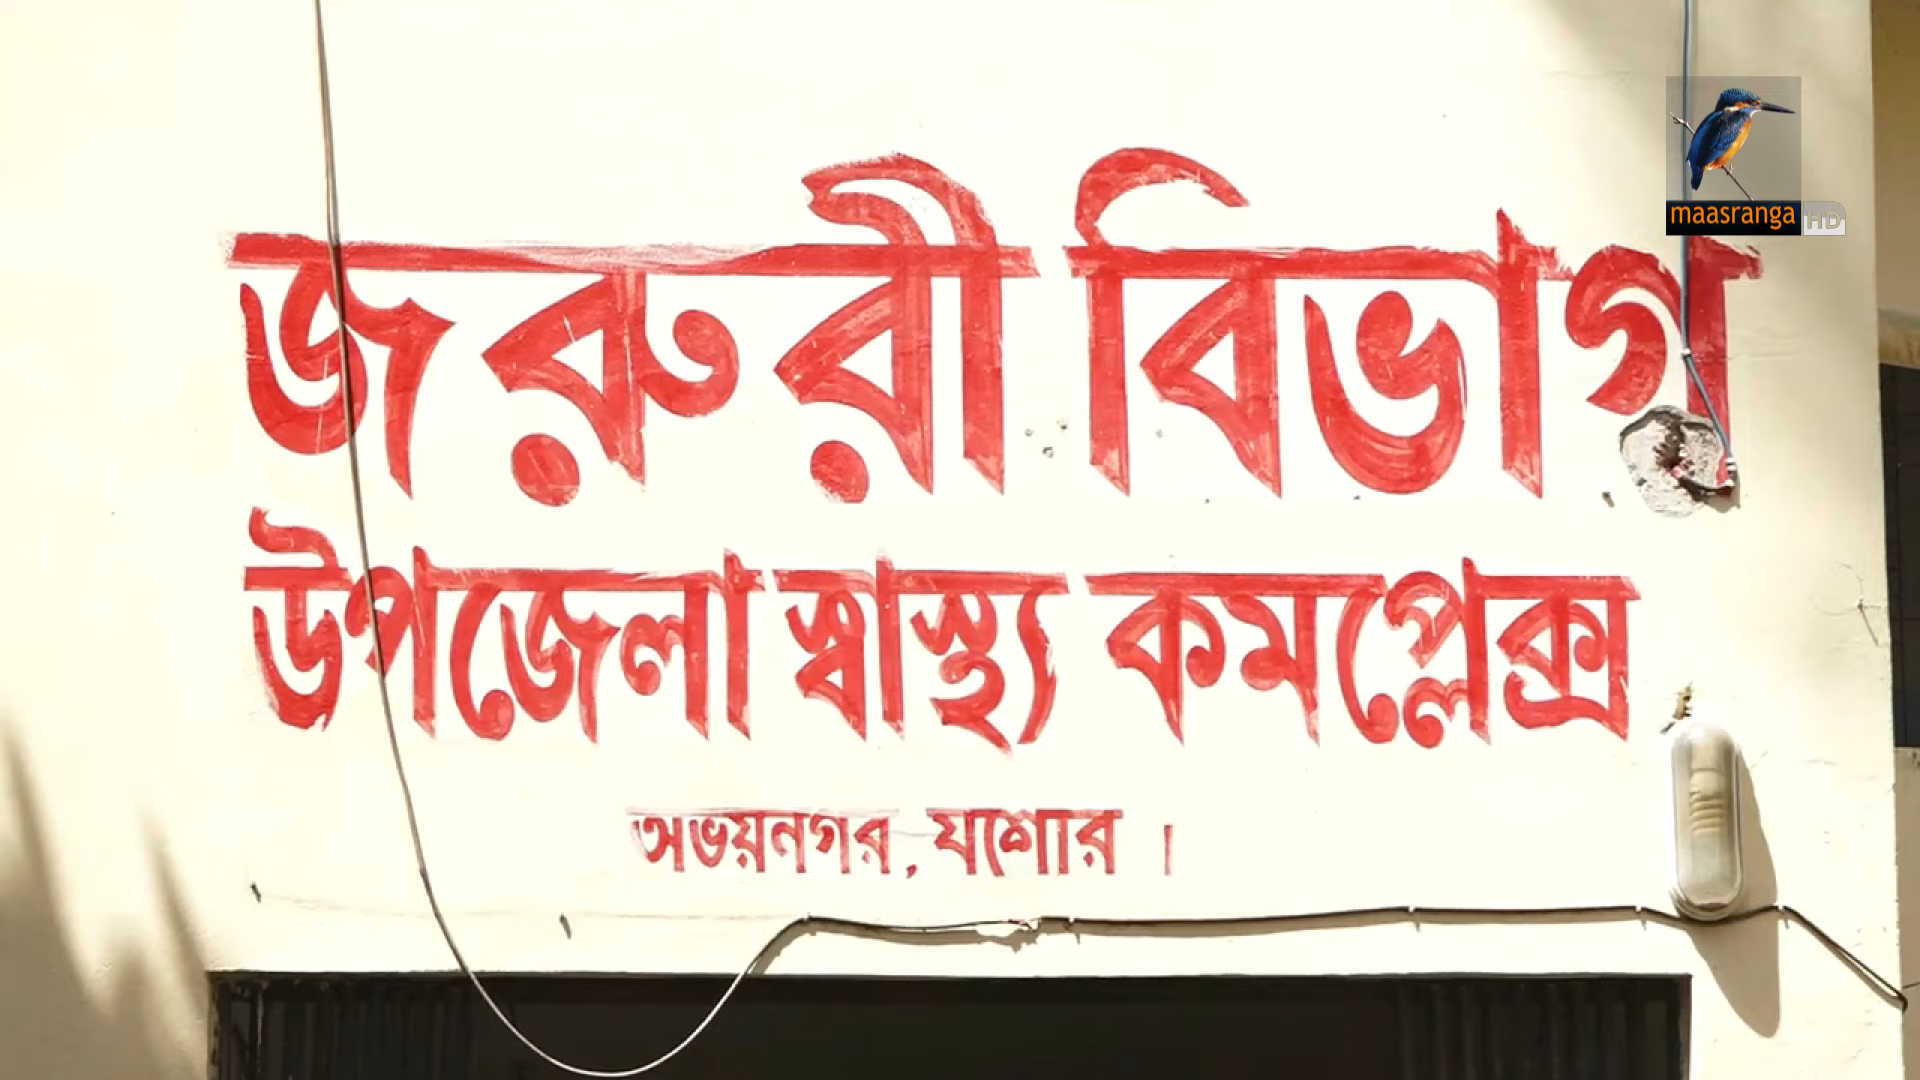 maasranga HD
জরুরী বিভাগ
উপজেলা স্বাস্থ্য কমপ্লেক্স
অভয়নগর, যশোর ।